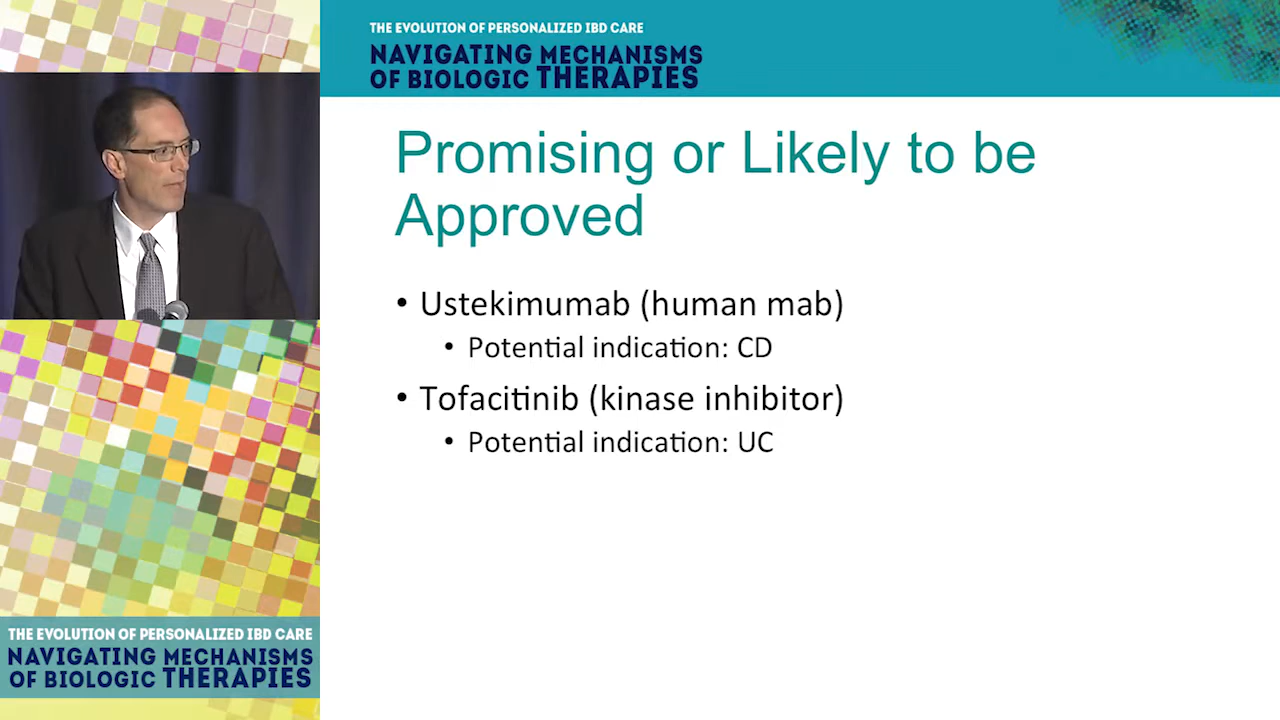 THE EVOLUTION OF PERSONALIZED IBD CARE
NAVIGATING MECHANISMS
OF BIOLOGIC THERAPIES
Promising or Likely to be
Approved
• Ustekimumab (human mab)
• Potential indication: CD
• Tofacitinib (kinase inhibitor)
• Potential indication: UC
THE EVOLUTION OF PERSONALIZED IBD CARE
NAVIGATING MECHANISMS
OF BIOLOGIC THERAPIES